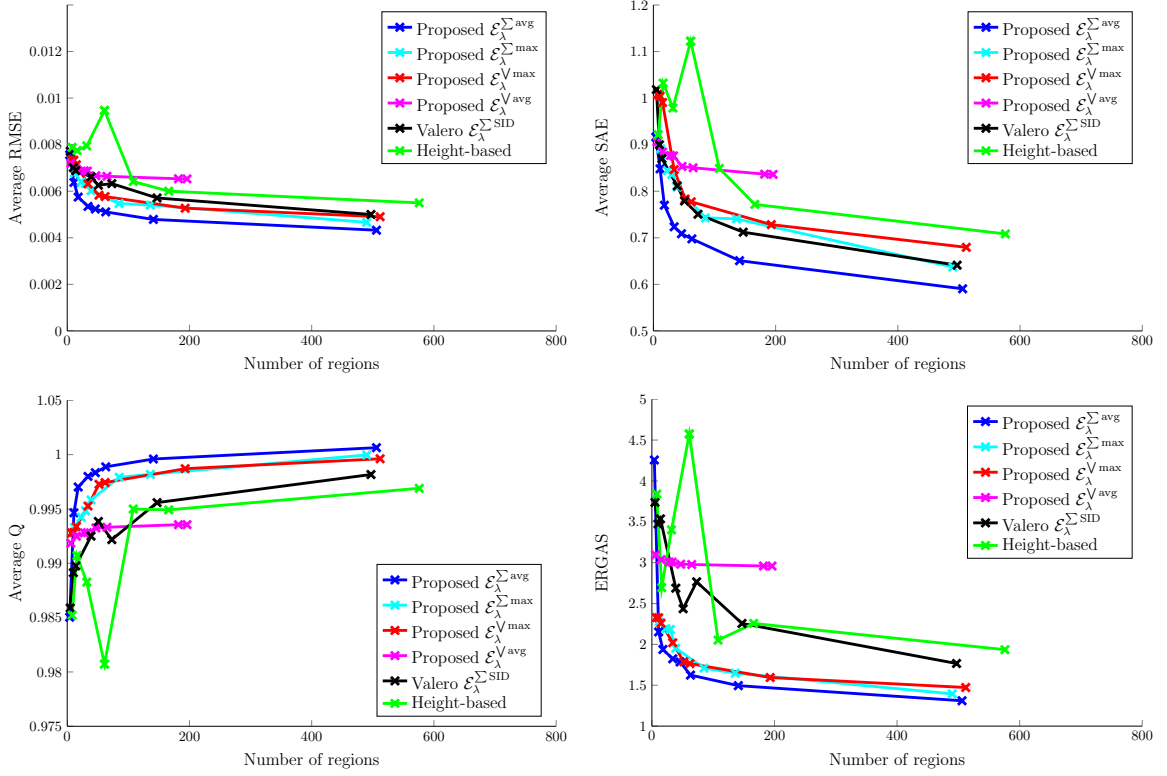 0.012
0.01
0.008
0.006
0.004
0.002
0
Average RMSE
0 200 400 600 800
Number of regions
Proposed ℰ_λ^{∑ avg}
Proposed ℰ_λ^{∑ max}
Proposed ℰ_λ^{⋁ max}
Proposed ℰ_λ^{⋁ avg}
Valero ℰ_λ^{∑ SID}
Height-based
1.2
1.1
1
0.9
0.8
0.7
0.6
0.5
Average SAE
0 200 400 600 800
Number of regions
Proposed ℰ_λ^{∑ avg}
Proposed ℰ_λ^{∑ max}
Proposed ℰ_λ^{⋁ max}
Proposed ℰ_λ^{⋁ avg}
Valero ℰ_λ^{∑ SID}
Height-based
1.05
1
0.995
0.99
0.985
0.98
0.975
Average Q
0 200 400 600 800
Number of regions
Proposed ℰ_λ^{∑ avg}
Proposed ℰ_λ^{∑ max}
Proposed ℰ_λ^{⋁ max}
Proposed ℰ_λ^{⋁ avg}
Valero ℰ_λ^{∑ SID}
Height-based
5
4.5
4
3.5
3
2.5
2
1.5
1
ERGAS
0 200 400 600 800
Number of regions
Proposed ℰ_λ^{∑ avg}
Proposed ℰ_λ^{∑ max}
Proposed ℰ_λ^{⋁ max}
Proposed ℰ_λ^{⋁ avg}
Valero ℰ_λ^{∑ SID}
Height-based